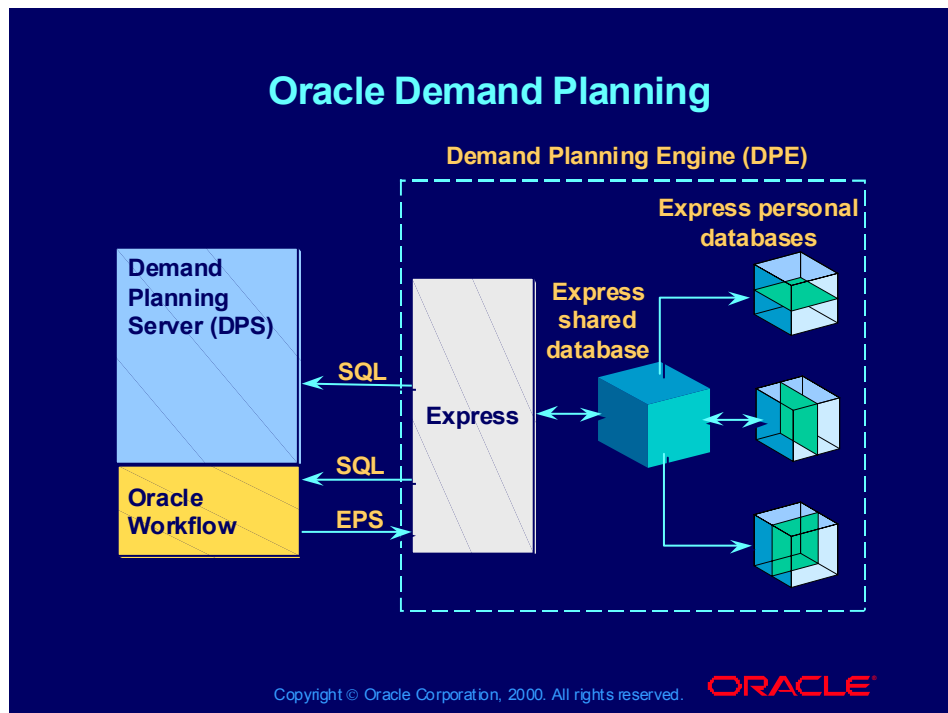 Oracle Demand Planning
Demand Planning Engine (DPE)
Express personal
databases
Demand
Planning
Server (DPS)
Express
shared
database
SQL
Express
SQL
Oracle
Workflow
EPS
Copyright © Oracle Corporation, 2000. All rights reserved.
ORACLE®